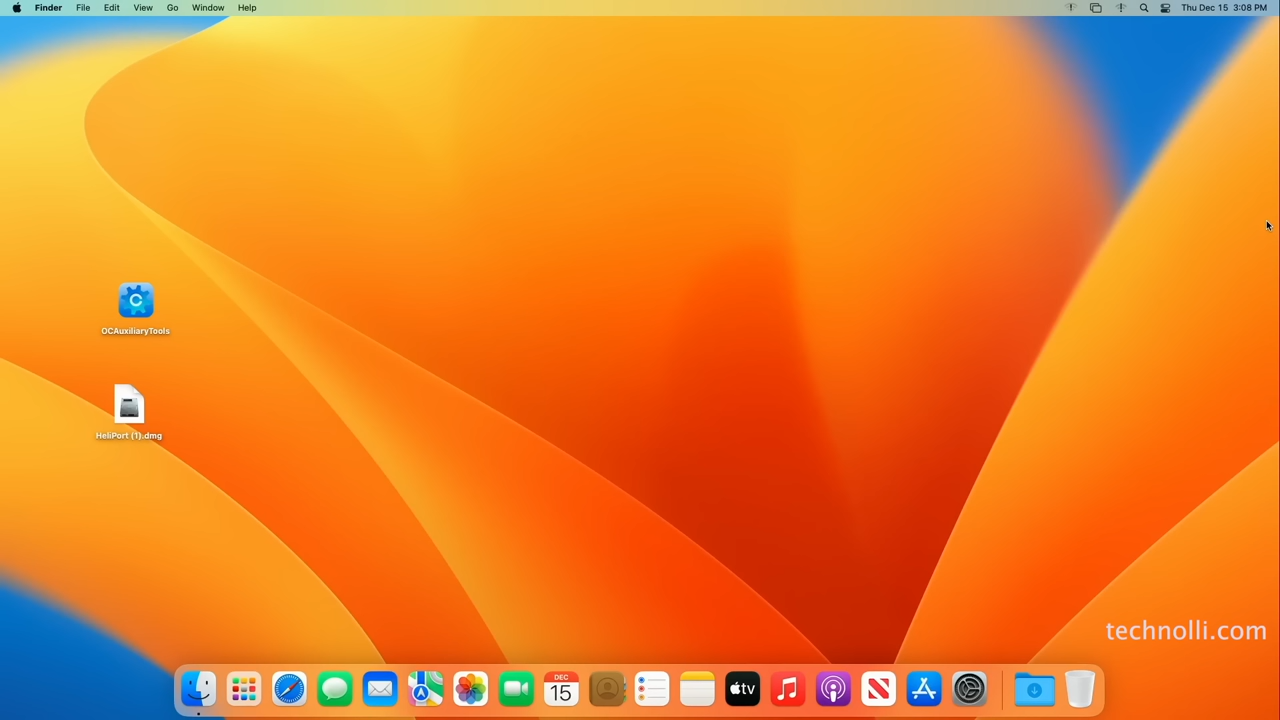 Finder File Edit View Go Window Help Thu Dec 15 3:08 PM
OCAuxiliaryTools
HeliPort (1).dmg
technolli.com
DEC
15
tv